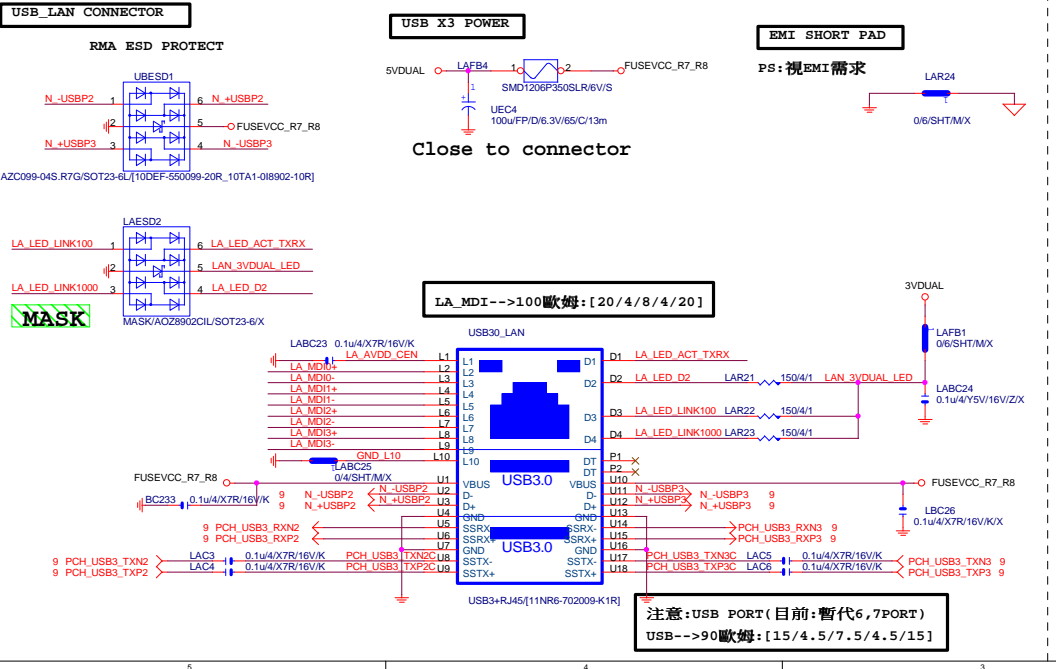 USB_LAN CONNECTOR
USB X3 POWER
EMI SHORT PAD
RMA ESD PROTECT
PS:視EMI需求
UBESD1
N_-USBP2 1 6 N_+USBP2
2 5 FUSEVCC_R7_R8
N_+USBP3 3 4 N_-USBP3
AZC099-04S.R7G/SOT23-6L/[10DEF-550099-20R_10TA1-0I8902-10R]
5VDUAL LAFB4 1 2 FUSEVCC_R7_R8
SMD1206P350SLR/6V/S
1
+
UEC4
100u/FP/D/6.3V/65/C/13m
Close to connector
LAR24
1
0/6/SHT/M/X
LAESD2
LA_LED_LINK100 1 6 LA_LED_ACT_TXRX
2 5 LAN_3VDUAL_LED
LA_LED_LINK1000 3 4 LA_LED_D2
MASK
MASK/AOZ8902CIL/SOT23-6/X
LA_MDI-->100歐姆:[20/4/8/4/20]
3VDUAL
LAFB1
0/6/SHT/M/X
USB30_LAN
LABC23 0.1u/4/X7R/16V/K
LA_AVDD_CEN L1 L1 D1 D1 LA_LED_ACT_TXRX
LA_MDI0+ L2 L2
LA_MDI0- L3 L3 D2 D2 LA_LED_D2 LAR21 150/4/1 LAN_3VDUAL_LED
LA_MDI1+ L4 L4
LABC24
0.1u/4/Y5V/16V/Z/X
LA_MDI1- L5 L5
LA_MDI2+ L6 L6 D3 D3 LA_LED_LINK100 LAR22 150/4/1
LA_MDI2- L7 L7
LA_MDI3+ L8 L8 D4 D4 LA_LED_LINK1000 LAR23 150/4/1
LA_MDI3- L9 L9
GND_L10 L10 L10 DT P1
LABC25
0/4/SHT/M/X
DT P2
FUSEVCC_R7_R8 U1 VBUS USB3.0 VBUS U10 FUSEVCC_R7_R8
9 N_-USBP2 N_-USBP2 U2 D- D- U11 N_-USBP3 N_-USBP3 9
BC233 0.1u/4/X7R/16V/K
9 N_+USBP2 N_+USBP2 U3 D+ D+ U12 N_+USBP3 N_+USBP3 9
LBC26
0.1u/4/X7R/16V/K/X
U4 GND GND U13
9 PCH_USB3_RXN2 U5 SSRX- SSRX- U14 PCH_USB3_RXN3 9
9 PCH_USB3_RXP2 U6 SSRX+ SSRX+ U15 PCH_USB3_RXP3 9
U7 GND USB3.0 GND U16
9 PCH_USB3_TXN2 LAC3 0.1u/4/X7R/16V/K PCH_USB3_TXN2C U8 SSTX- SSTX- U17 PCH_USB3_TXN3C LAC5 0.1u/4/X7R/16V/K PCH_USB3_TXN3 9
9 PCH_USB3_TXP2 LAC4 0.1u/4/X7R/16V/K PCH_USB3_TXP2C U9 SSTX+ SSTX+ U18 PCH_USB3_TXP3C LAC6 0.1u/4/X7R/16V/K PCH_USB3_TXP3 9
USB3+RJ45/[11NR6-702009-K1R]
注意:USB PORT(目前:暫代6,7PORT)
USB-->90歐姆:[15/4.5/7.5/4.5/15]
5 4 3